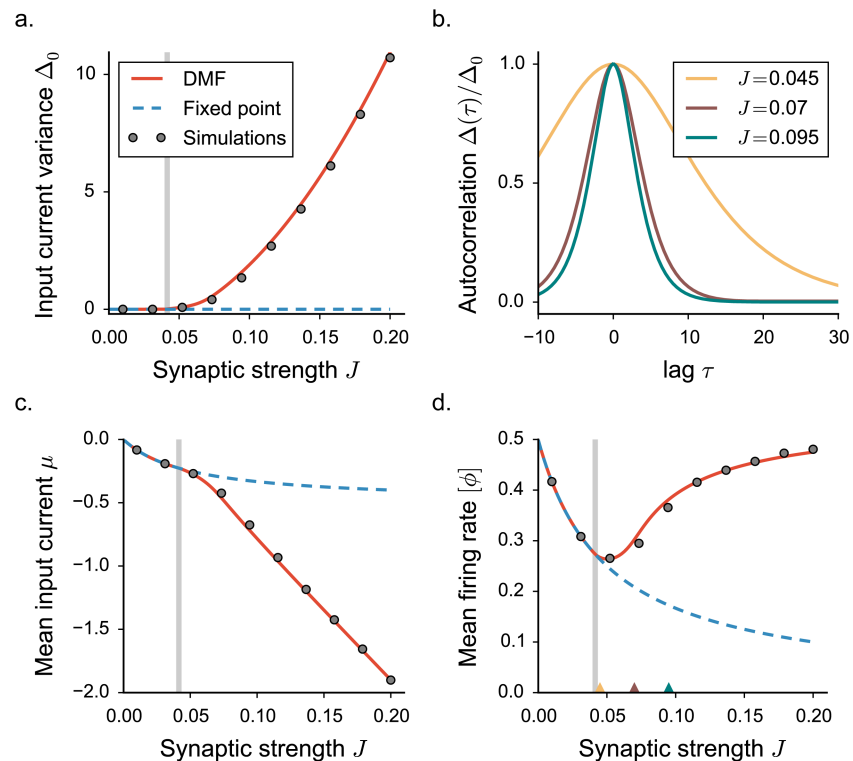 a.
Input current variance Δ₀
10
5
0
0.00 0.05 0.10 0.15 0.20
Synaptic strength J
DMF
Fixed point
Simulations
b.
Autocorrelation Δ(τ)/Δ₀
1.0
0.5
0.0
−10 0 10 20 30
lag τ
J=0.045
J=0.07
J=0.095
c.
Mean input current μ
0.0
−0.5
−1.0
−1.5
−2.0
0.00 0.05 0.10 0.15 0.20
Synaptic strength J
d.
Mean firing rate [ϕ]
0.5
0.4
0.3
0.2
0.1
0.0
0.00 0.05 0.10 0.15 0.20
Synaptic strength J